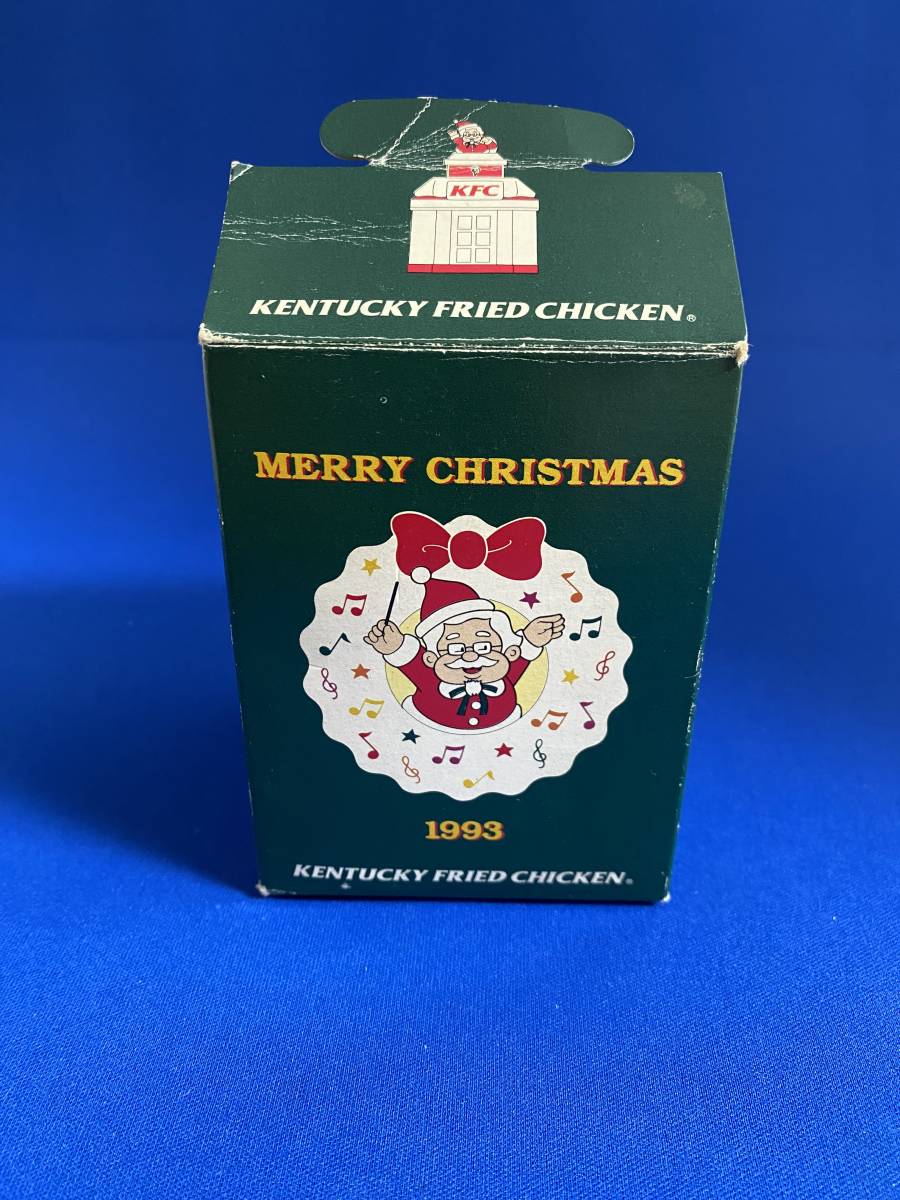 KFC
KENTUCKY FRIED CHICKEN®
MERRY CHRISTMAS
1993
KENTUCKY FRIED CHICKEN®